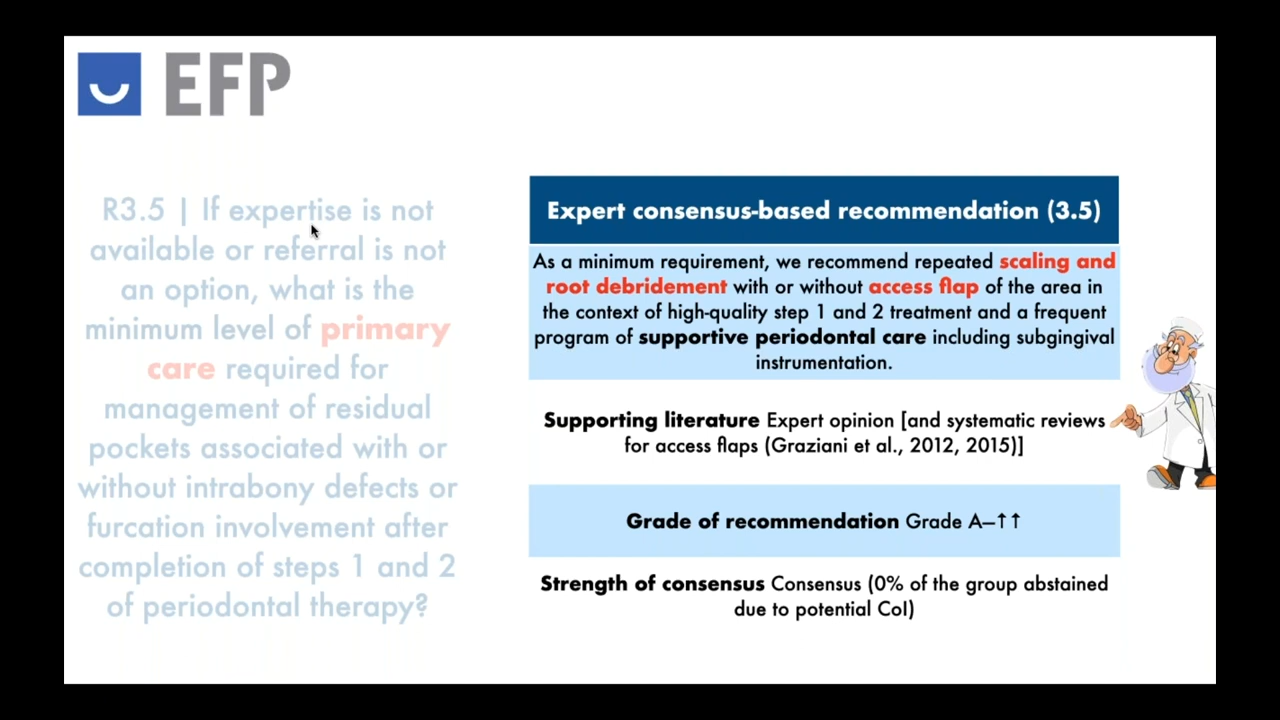 EFP
R3.5 | If expertise is not
available or referral is not
an option, what is the
minimum level of primary
care required for
management of residual
pockets associated with or
without intrabony defects or
furcation involvement after
completion of steps 1 and 2
of periodontal therapy?
Expert consensus-based recommendation (3.5)
As a minimum requirement, we recommend repeated scaling and
root debridement with or without access flap of the area in
the context of high-quality step 1 and 2 treatment and a frequent
program of supportive periodontal care including subgingival
instrumentation.
Supporting literature Expert opinion [and systematic reviews
for access flaps (Graziani et al., 2012, 2015)]
Grade of recommendation Grade A—↑↑
Strength of consensus Consensus (0% of the group abstained
due to potential CoI)